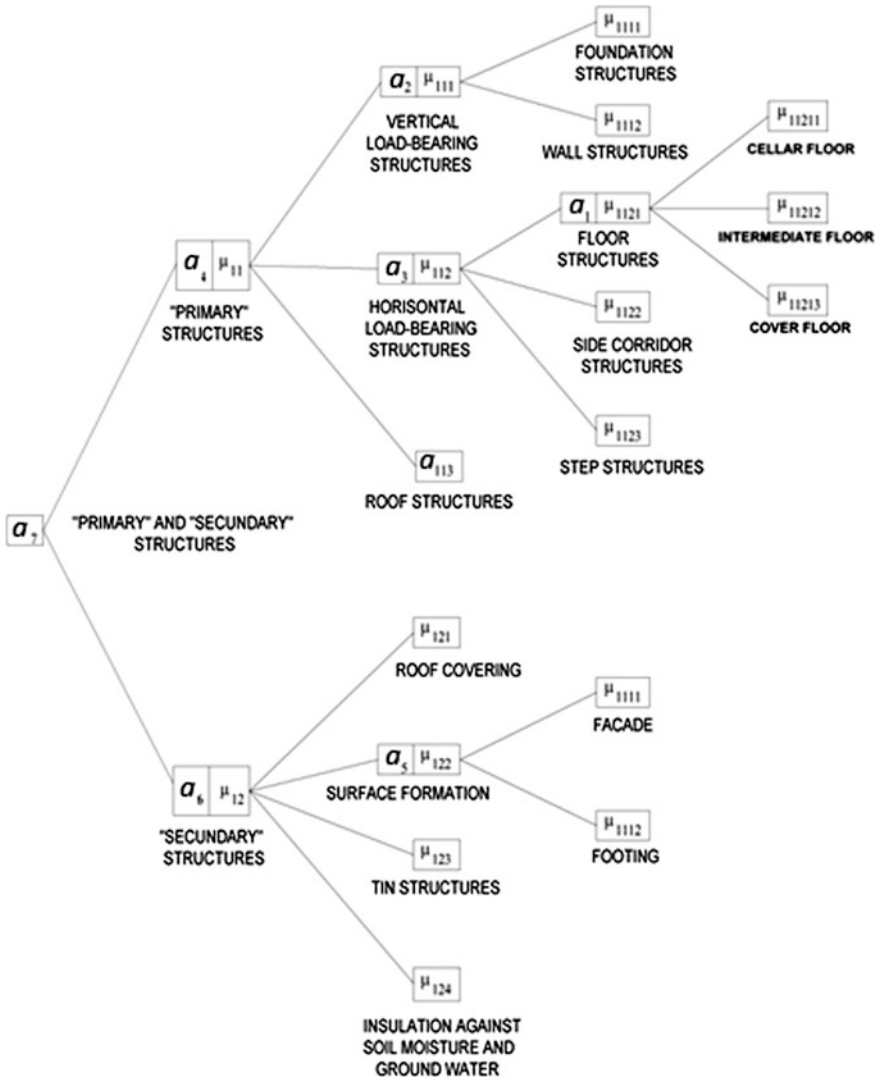 μ1111
FOUNDATION
STRUCTURES
a2 μ111
VERTICAL
LOAD-BEARING
STRUCTURES
μ1112
WALL STRUCTURES
μ11211
CELLAR FLOOR
a1 μ1121
FLOOR
STRUCTURES
μ11212
INTERMEDIATE FLOOR
a4 μ11
"PRIMARY"
STRUCTURES
a3 μ112
HORISONTAL
LOAD-BEARING
STRUCTURES
μ11213
COVER FLOOR
μ1122
SIDE CORRIDOR
STRUCTURES
μ1123
STEP STRUCTURES
a113
ROOF STRUCTURES
a7
"PRIMARY" AND "SECUNDARY"
STRUCTURES
μ121
ROOF COVERING
μ1111
FACADE
a5 μ122
SURFACE FORMATION
a6 μ12
"SECUNDARY"
STRUCTURES
μ1112
FOOTING
μ123
TIN STRUCTURES
μ124
INSULATION AGAINST
SOIL MOISTURE AND
GROUND WATER